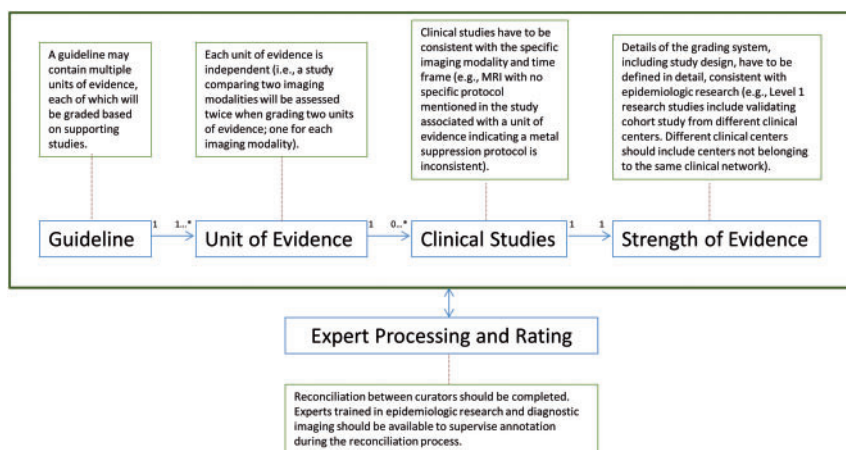 A guideline may
contain multiple
units of evidence,
each of which will
be graded based
on supporting
studies.
Each unit of evidence is
independent (i.e., a study
comparing two imaging
modalities will be assessed
twice when grading two units
of evidence; one for each
imaging modality).
Clinical studies have to be
consistent with the specific
imaging modality and time
frame (e.g., MRI with no
specific protocol
mentioned in the study
associated with a unit of
evidence indicating a metal
suppression protocol is
inconsistent).
Details of the grading system,
including study design, have to be
defined in detail, consistent with
epidemiologic research (e.g., Level 1
research studies include validating
cohort study from different clinical
centers. Different clinical centers
should include centers not belonging
to the same clinical network).
Guideline
1
1...*
Unit of Evidence
1
0...*
Clinical Studies
1
1
Strength of Evidence
Expert Processing and Rating
Reconciliation between curators should be completed.
Experts trained in epidemiologic research and diagnostic
imaging should be available to supervise annotation
during the reconciliation process.